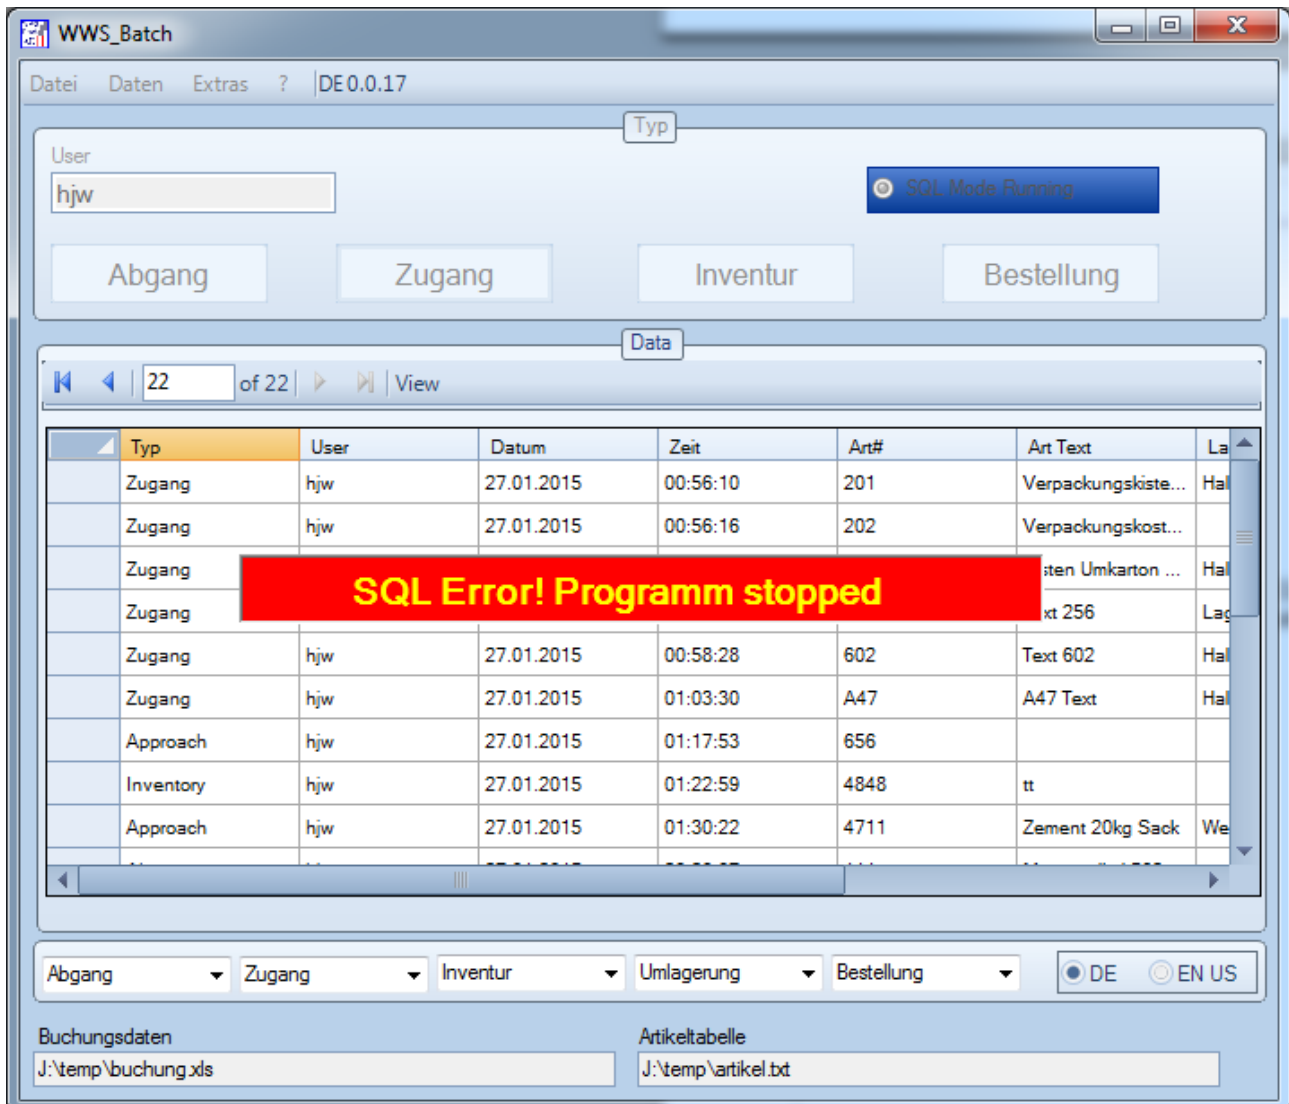 WWS_Batch
Datei Daten Extras ? DE0.0.17
Typ
User
hjw
SQL Mode Running
Abgang Zugang Inventur Bestellung
Data
22 of 22 View
Typ User Datum Zeit Art# Art Text La
Zugang hjw 27.01.2015 00:56:10 201 Verpackungskiste... Hal
Zugang hjw 27.01.2015 00:56:16 202 Verpackungskost...
Zugang Umkarton ... Hal
SQL Error! Programm stopped
Zugang 256 Lag
Zugang hjw 27.01.2015 00:58:28 602 Text 602 Hal
Zugang hjw 27.01.2015 01:03:30 A47 A47 Text Hal
Approach hjw 27.01.2015 01:17:53 656
Inventory hjw 27.01.2015 01:22:59 4848 tt
Approach hjw 27.01.2015 01:30:22 4711 Zement 20kg Sack We
Abgang Zugang Inventur Umlagerung Bestellung DE EN US
Buchungsdaten Artikeltabelle
J:\temp\buchung.xls J:\temp\artikel.txt